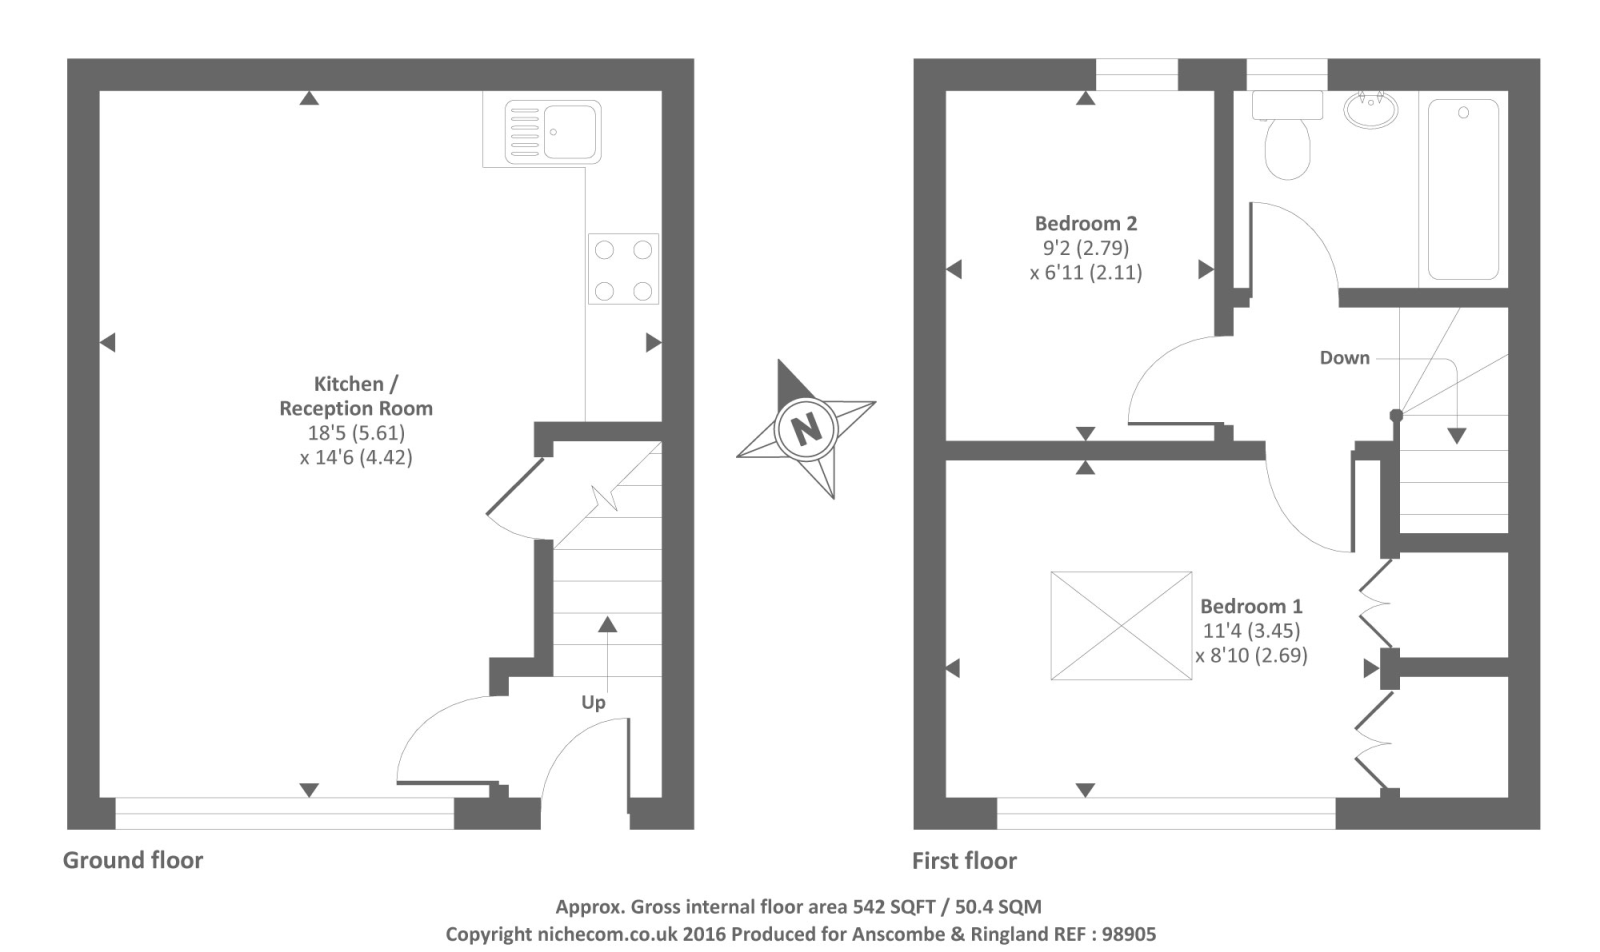 Kitchen /
Reception Room
18'5 (5.61)
x 14'6 (4.42)
Up
Ground floor
N
Bedroom 2
9'2 (2.79)
x 6'11 (2.11)
Down
Bedroom 1
11'4 (3.45)
x 8'10 (2.69)
First floor
Approx. Gross internal floor area 542 SQFT / 50.4 SQM
Copyright nichecom.co.uk 2016 Produced for Anscombe & Ringland REF : 98905